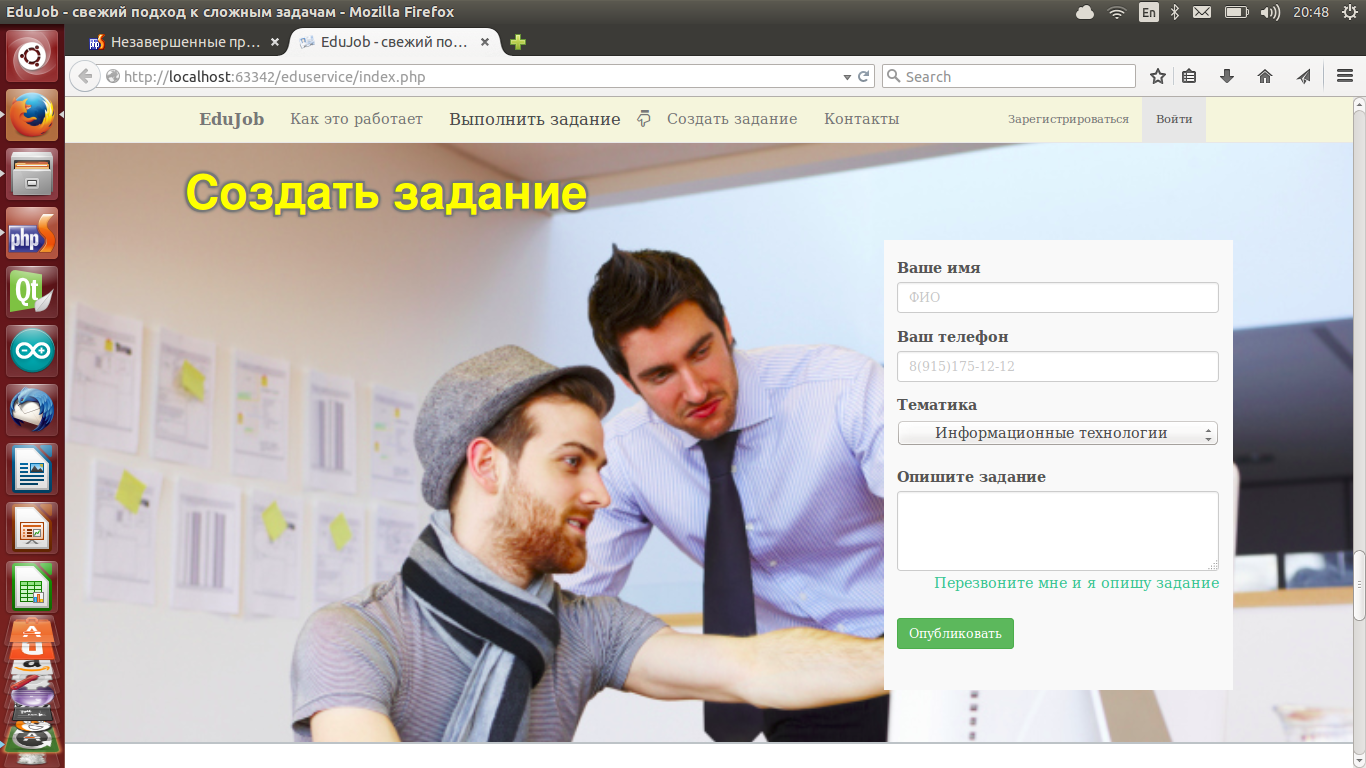 EduJob - свежий подход к сложным задачам - Mozilla Firefox
En
20:48
Незавершенные пр...
EduJob - свежий по...
http://localhost:63342/eduservice/index.php
Search
EduJob
Как это работает
Выполнить задание
Создать задание
Контакты
Зарегистрироваться
Войти
Создать задание
Ваше имя
ФИО
Ваш телефон
8(915)175-12-12
Тематика
Информационные технологии
Опишите задание
Перезвоните мне и я опишу задание
Опубликовать
php
Qt